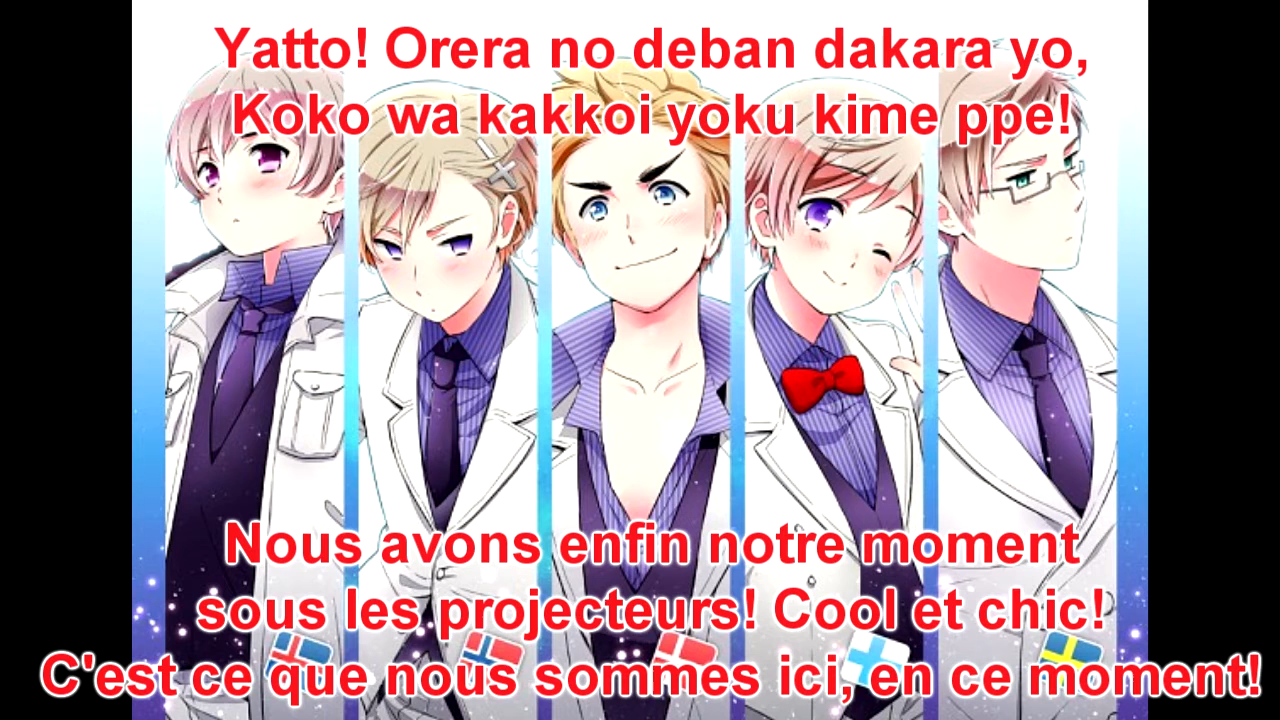 Yatto! Orera no deban dakara yo,
Koko wa kakkoi yoku kime ppe!
Nous avons enfin notre moment
sous les projecteurs! Cool et chic!
C'est ce que nous sommes ici, en ce moment!